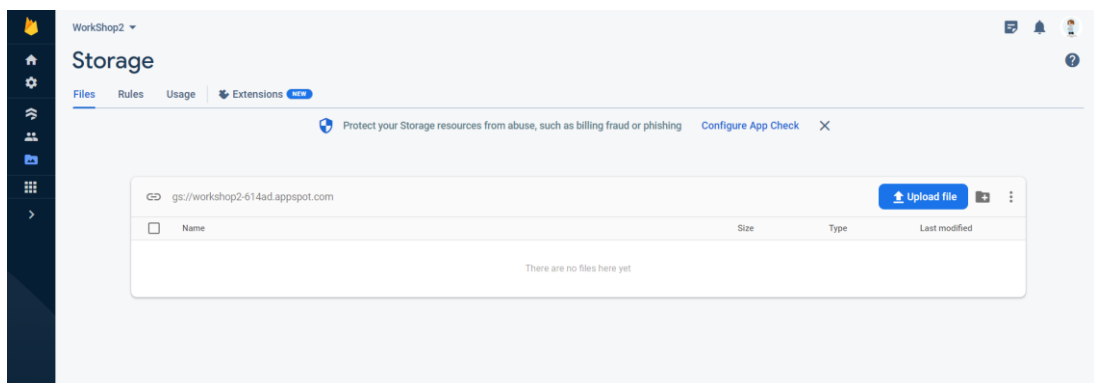 WorkShop2
Storage
Files Rules Usage Extensions NEW
Protect your Storage resources from abuse, such as billing fraud or phishing Configure App Check
gs://workshop2-614ad.appspot.com Upload file
Name Size Type Last modified
There are no files here yet